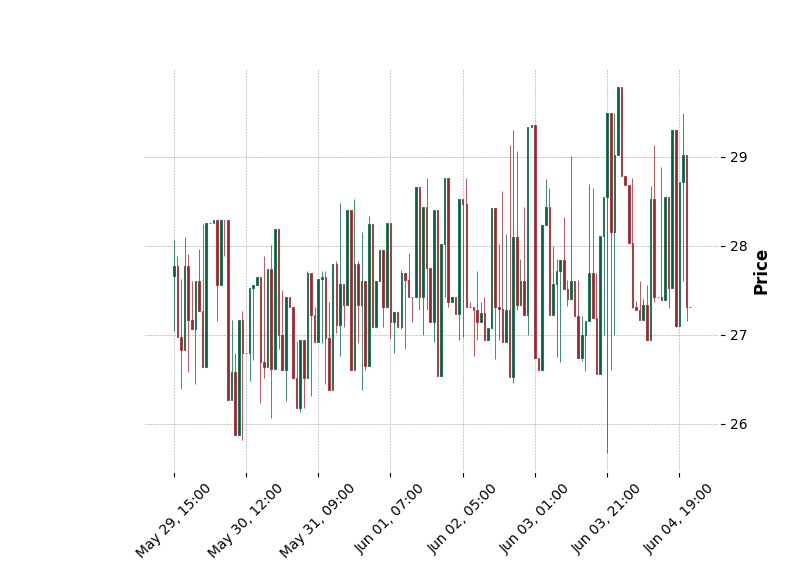 29
28
27
26
Price
May 29, 15:00
May 30, 12:00
May 31, 09:00
Jun 01, 07:00
Jun 02, 05:00
Jun 03, 01:00
Jun 03, 21:00
Jun 04, 19:00